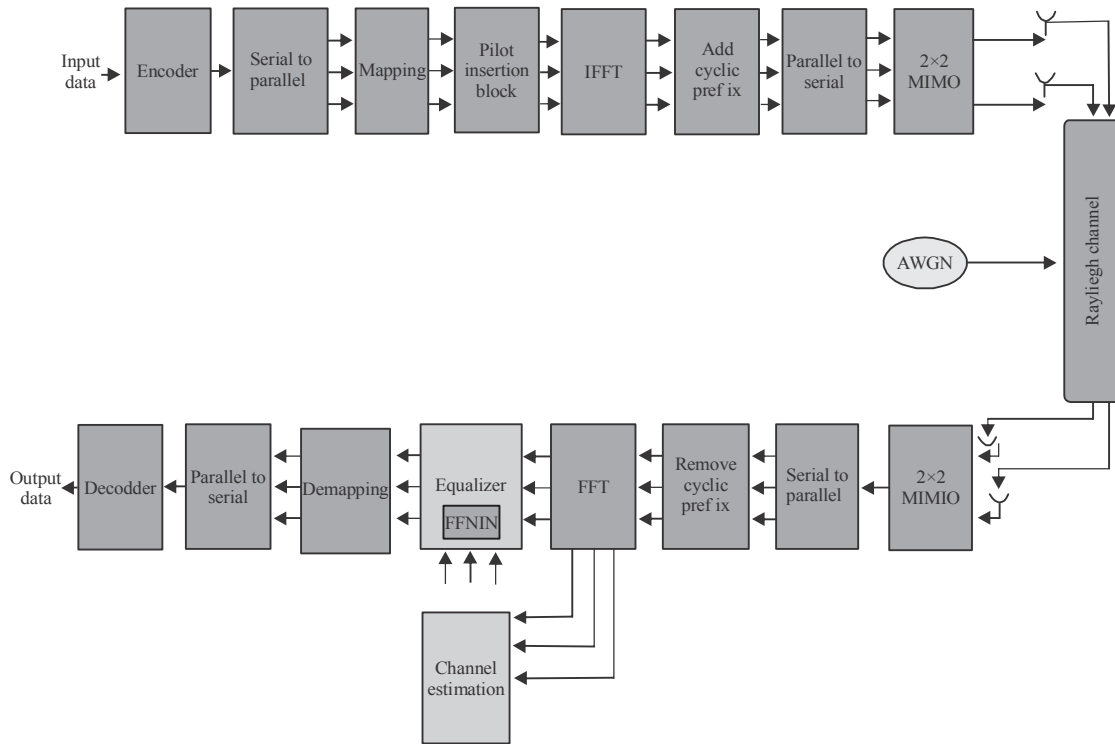 Input
data
Encoder
Serial to
parallel
Mapping
Pilot
insertion
block
IFFT
Add
cyclic
pref ix
Parallel to
serial
2×2
MIMO
Rayliegh channel
AWGN
Output
data
Decodder
Parallel to
serial
Demapping
Equalizer
FFNIN
FFT
Remove
cyclic
pref ix
Serial to
parallel
2×2
MIMIO
Channel
estimation